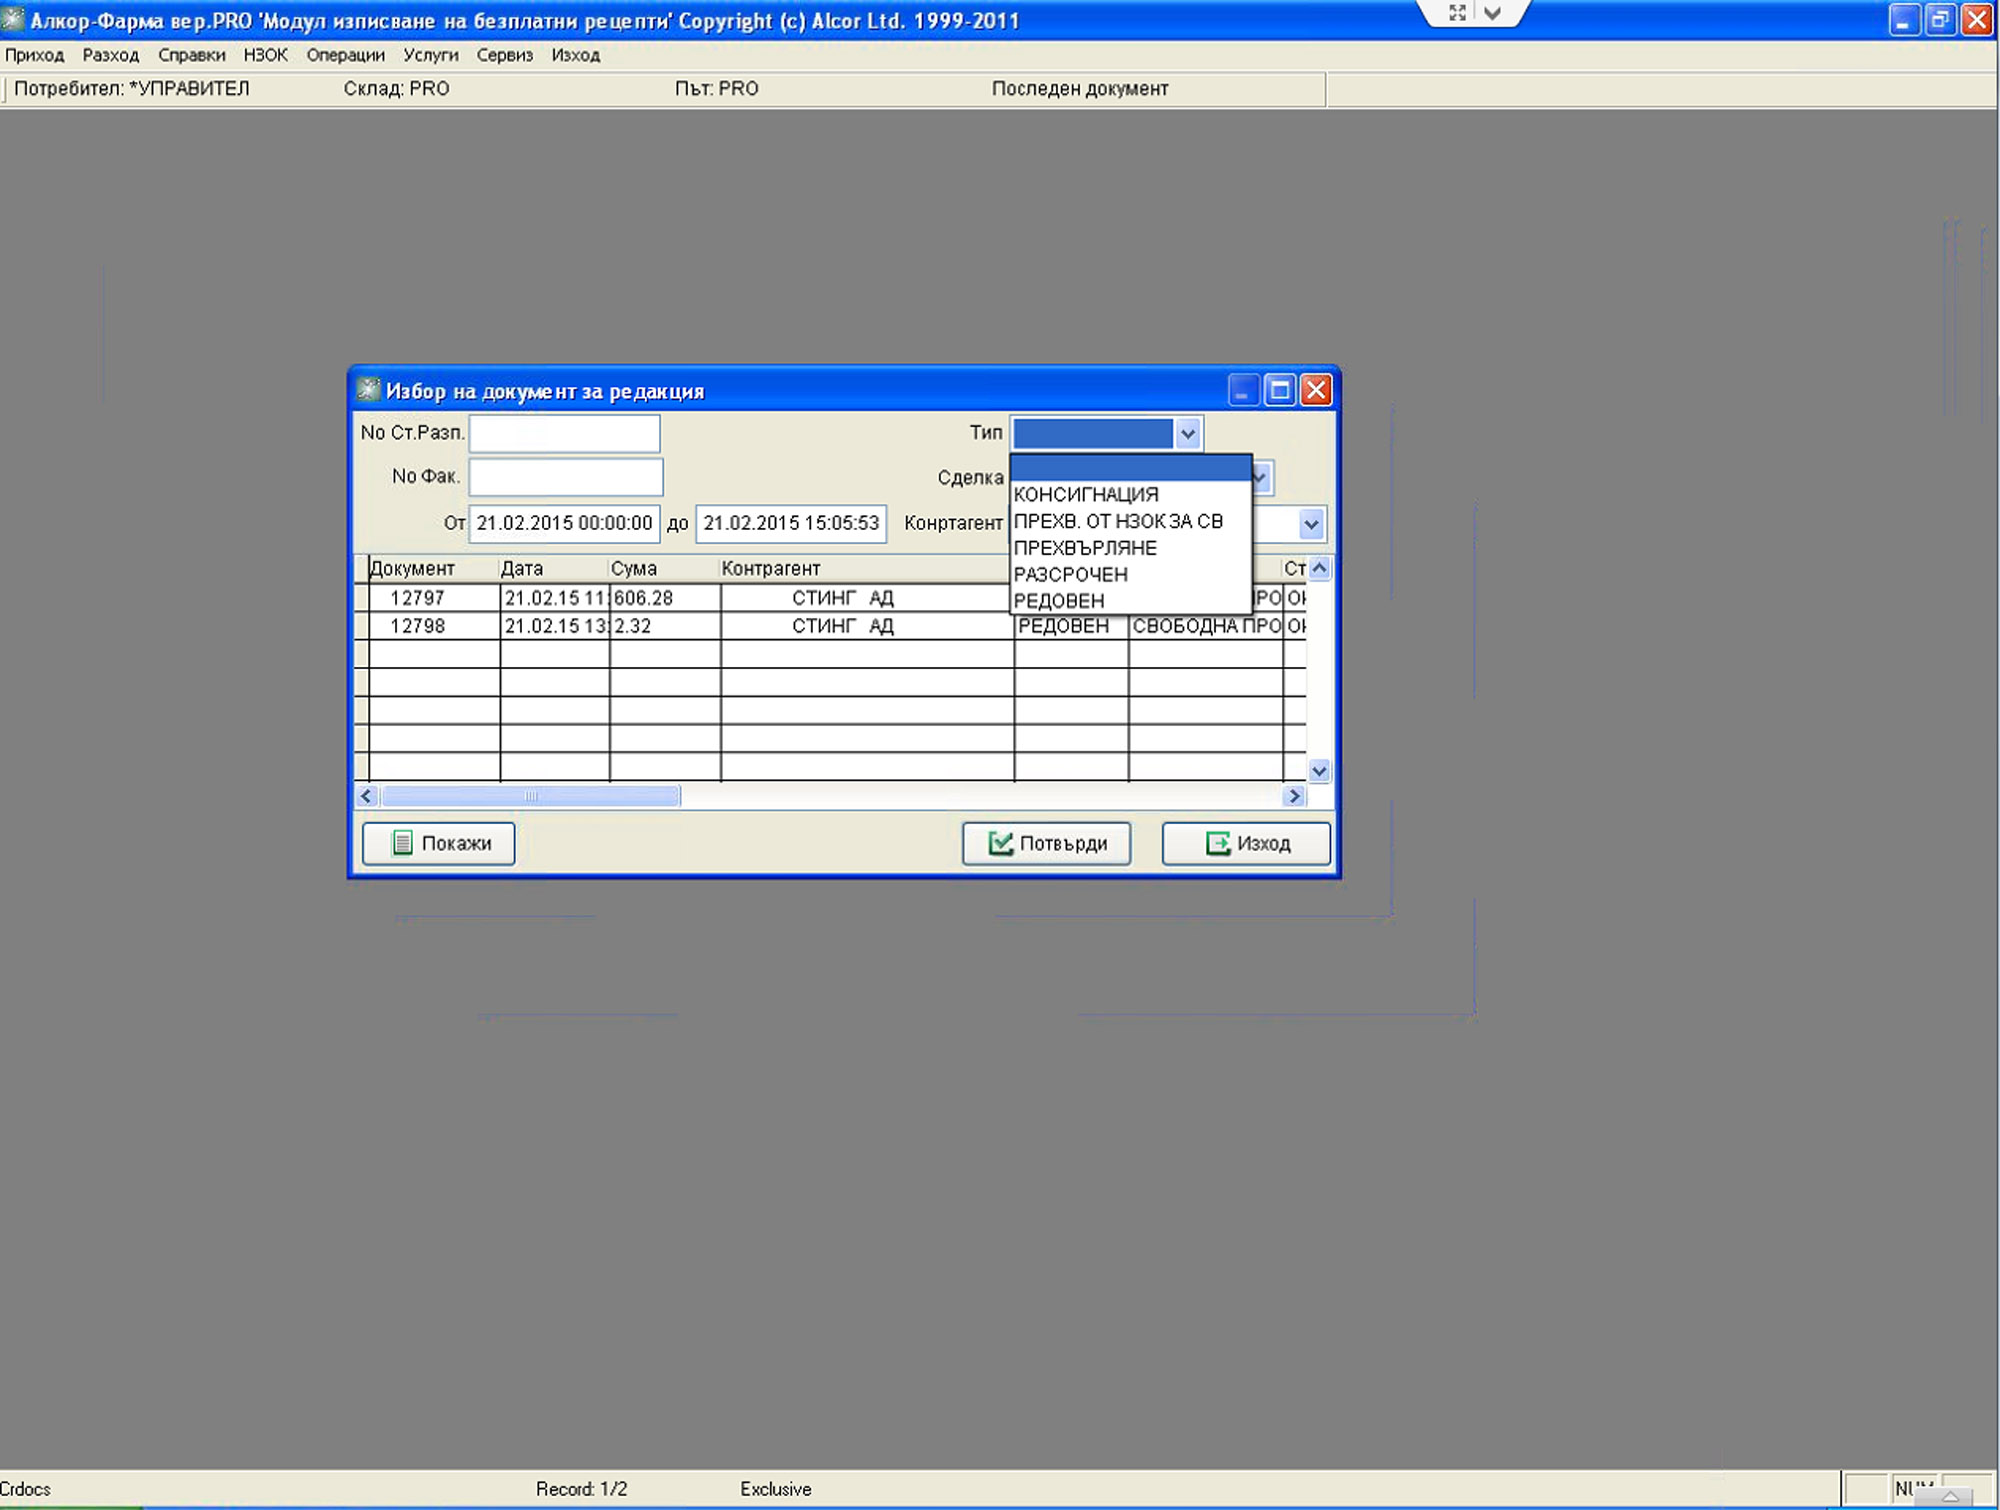 Алкор-Фарма вер.PRO 'Модул изписване на безплатни рецепти' Copyright (c) Alcor Ltd. 1999-2011
Приход Разход Справки НЗОК Операции Услуги Сервиз Изход
Потребител: *УПРАВИТЕЛ Склад: PRO Път: PRO Последен документ
Избор на документ за редакция
No Ст.Разп. Тип
No Фак. Сделка
От 21.02.2015 00:00:00 до 21.02.2015 15:05:53 Конртагент
КОНСИГНАЦИЯ
ПРЕХВ. ОТ НЗОК ЗА СВ
ПРЕХВЪРЛЯНЕ
РАЗСРОЧЕН
РЕДОВЕН
Документ Дата Сума Контрагент Ст
12797 21.02.15 11: 606.28 СТИНГ АД ПРО
12798 21.02.15 13: 2.32 СТИНГ АД РЕДОВЕН СВОБОДНА ПРО
Покажи Потвърди Изход
Crdocs Record: 1/2 Exclusive